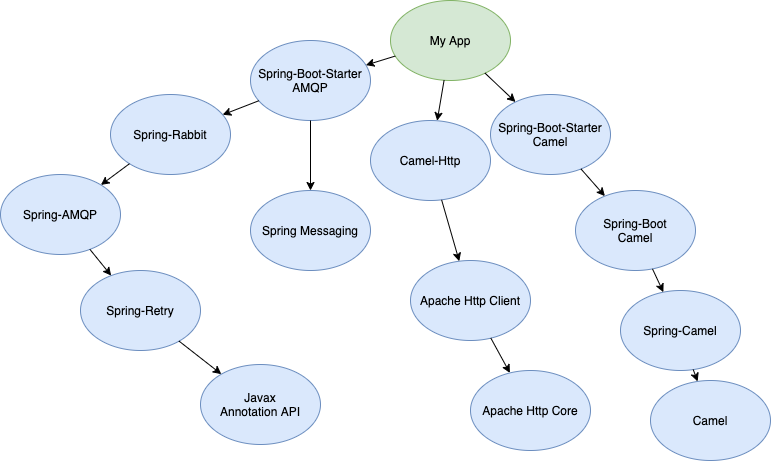 My App
Spring-Boot-Starter
AMQP
Spring-Rabbit
Spring-Boot-Starter
Camel
Camel-Http
Spring-AMQP
Spring Messaging
Spring-Boot
Camel
Spring-Retry
Apache Http Client
Spring-Camel
Javax
Annotation API
Apache Http Core
Camel